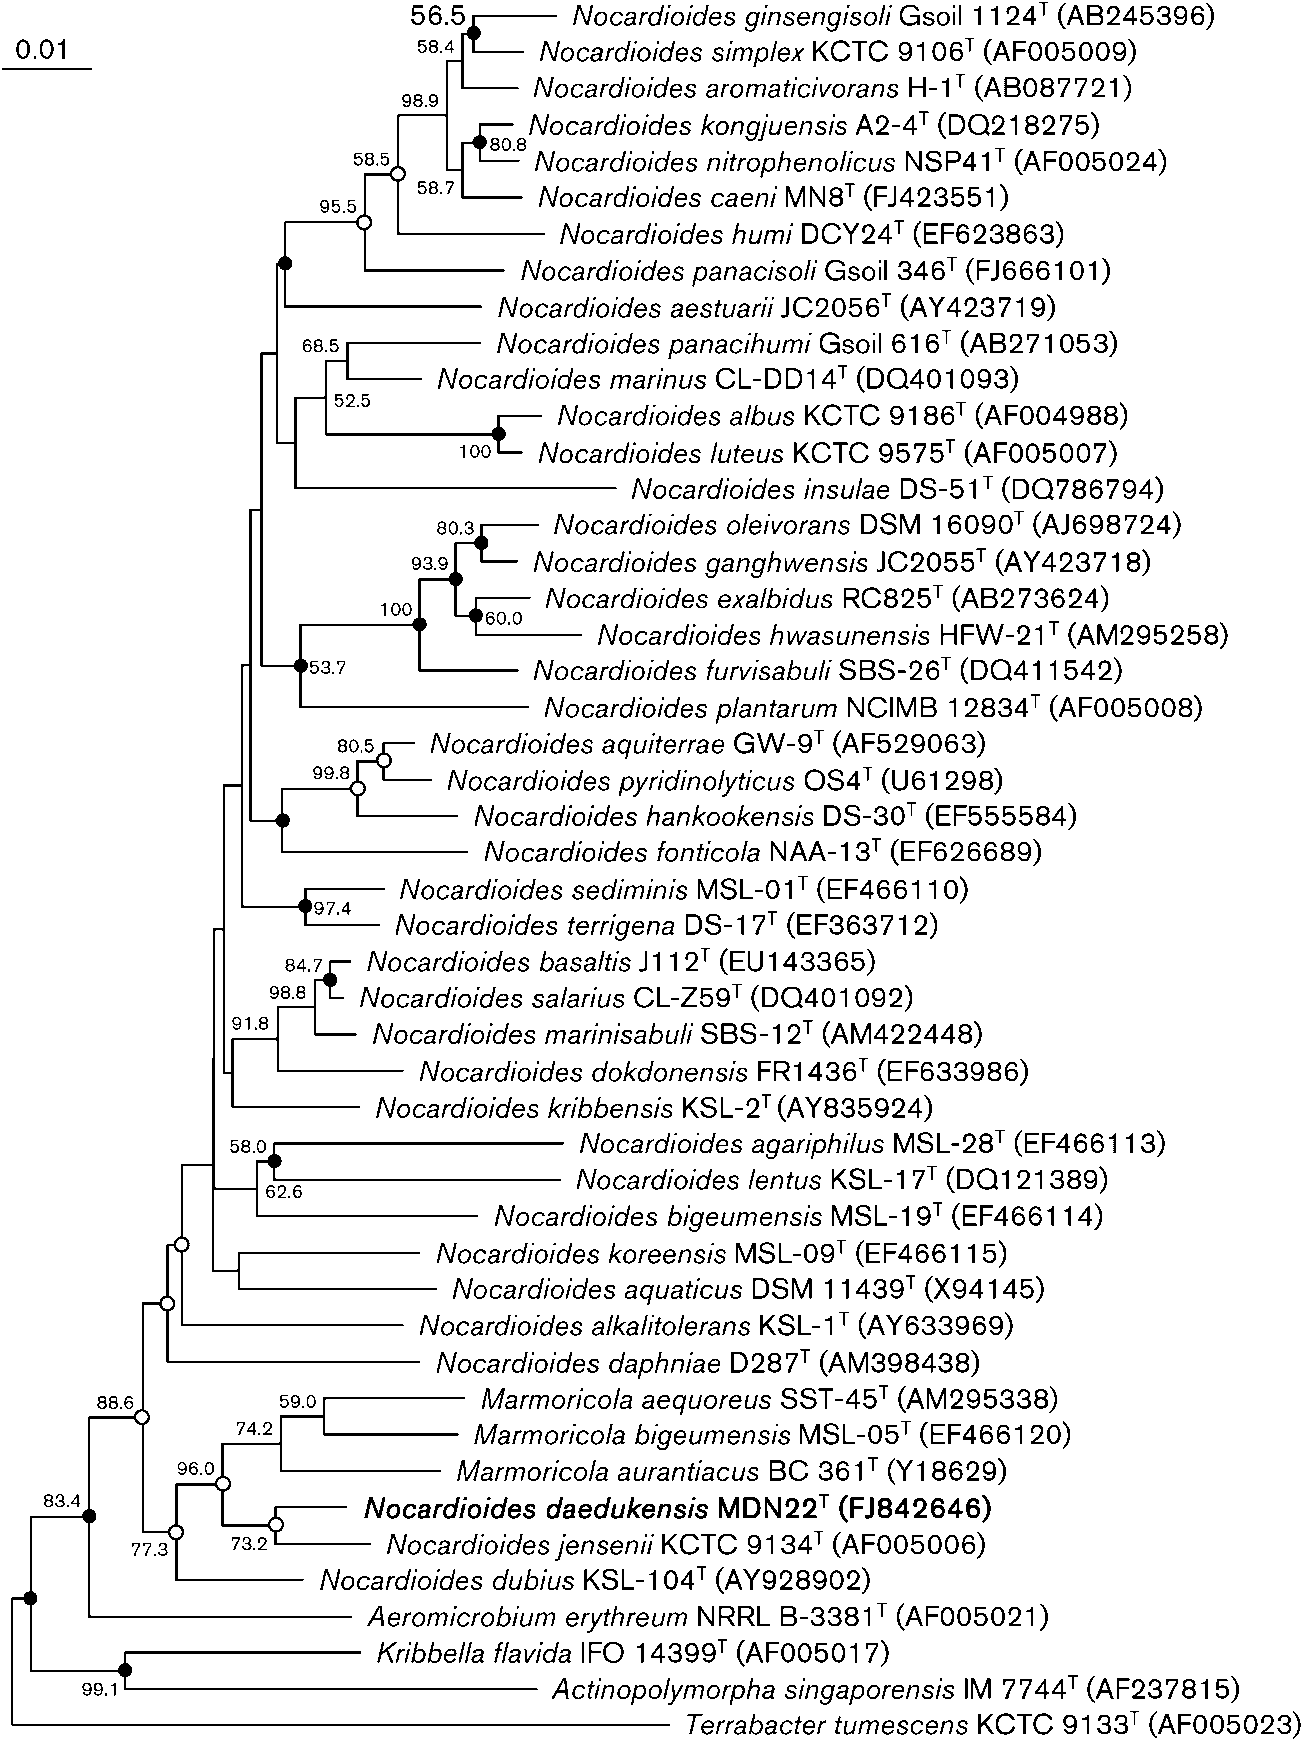 56.5
Nocardioides ginsengisoli Gsoil 1124ᵀ (AB245396)
0.01
58.4
Nocardioides simplex KCTC 9106ᵀ (AF005009)
Nocardioides aromaticivorans H-1ᵀ (AB087721)
98.9
Nocardioides kongjuensis A2-4ᵀ (DQ218275)
80.8
58.5
Nocardioides nitrophenolicus NSP41ᵀ (AF005024)
58.7
Nocardioides caeni MN8ᵀ (FJ423551)
95.5
Nocardioides humi DCY24ᵀ (EF623863)
Nocardioides panacisoli Gsoil 346ᵀ (FJ666101)
Nocardioides aestuarii JC2056ᵀ (AY423719)
68.5
Nocardioides panacihumi Gsoil 616ᵀ (AB271053)
Nocardioides marinus CL-DD14ᵀ (DQ401093)
52.5
Nocardioides albus KCTC 9186ᵀ (AF004988)
100
Nocardioides luteus KCTC 9575ᵀ (AF005007)
Nocardioides insulae DS-51ᵀ (DQ786794)
80.3
Nocardioides oleivorans DSM 16090ᵀ (AJ698724)
93.9
Nocardioides ganghwensis JC2055ᵀ (AY423718)
100
Nocardioides exalbidus RC825ᵀ (AB273624)
60.0
Nocardioides hwasunensis HFW-21ᵀ (AM295258)
53.7
Nocardioides furvisabuli SBS-26ᵀ (DQ411542)
Nocardioides plantarum NCIMB 12834ᵀ (AF005008)
80.5
Nocardioides aquiterrae GW-9ᵀ (AF529063)
99.8
Nocardioides pyridinolyticus OS4ᵀ (U61298)
Nocardioides hankookensis DS-30ᵀ (EF555584)
Nocardioides fonticola NAA-13ᵀ (EF626689)
Nocardioides sediminis MSL-01ᵀ (EF466110)
97.4
Nocardioides terrigena DS-17ᵀ (EF363712)
84.7
Nocardioides basaltis J112ᵀ (EU143365)
98.8
Nocardioides salarius CL-Z59ᵀ (DQ401092)
91.8
Nocardioides marinisabuli SBS-12ᵀ (AM422448)
Nocardioides dokdonensis FR1436ᵀ (EF633986)
Nocardioides kribbensis KSL-2ᵀ (AY835924)
58.0
Nocardioides agariphilus MSL-28ᵀ (EF466113)
62.6
Nocardioides lentus KSL-17ᵀ (DQ121389)
Nocardioides bigeumensis MSL-19ᵀ (EF466114)
Nocardioides koreensis MSL-09ᵀ (EF466115)
Nocardioides aquaticus DSM 11439ᵀ (X94145)
Nocardioides alkalitolerans KSL-1ᵀ (AY633969)
Nocardioides daphniae D287ᵀ (AM398438)
88.6
59.0
Marmoricola aequoreus SST-45ᵀ (AM295338)
74.2
Marmoricola bigeumensis MSL-05ᵀ (EF466120)
96.0
Marmoricola aurantiacus BC 361ᵀ (Y18629)
83.4
Nocardioides daedukensis MDN22ᵀ (FJ842646)
77.3
73.2
Nocardioides jensenii KCTC 9134ᵀ (AF005006)
Nocardioides dubius KSL-104ᵀ (AY928902)
Aeromicrobium erythreum NRRL B-3381ᵀ (AF005021)
Kribbella flavida IFO 14399ᵀ (AF005017)
99.1
Actinopolymorpha singaporensis IM 7744ᵀ (AF237815)
Terrabacter tumescens KCTC 9133ᵀ (AF005023)